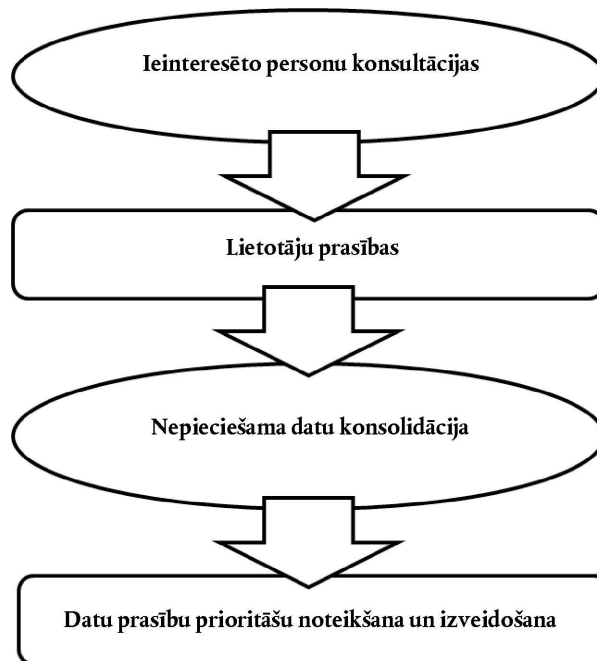 Ieinteresēto personu konsultācijas
Lietotāju prasības
Nepieciešama datu konsolidācija
Datu prasību prioritāšu noteikšana un izveidošana